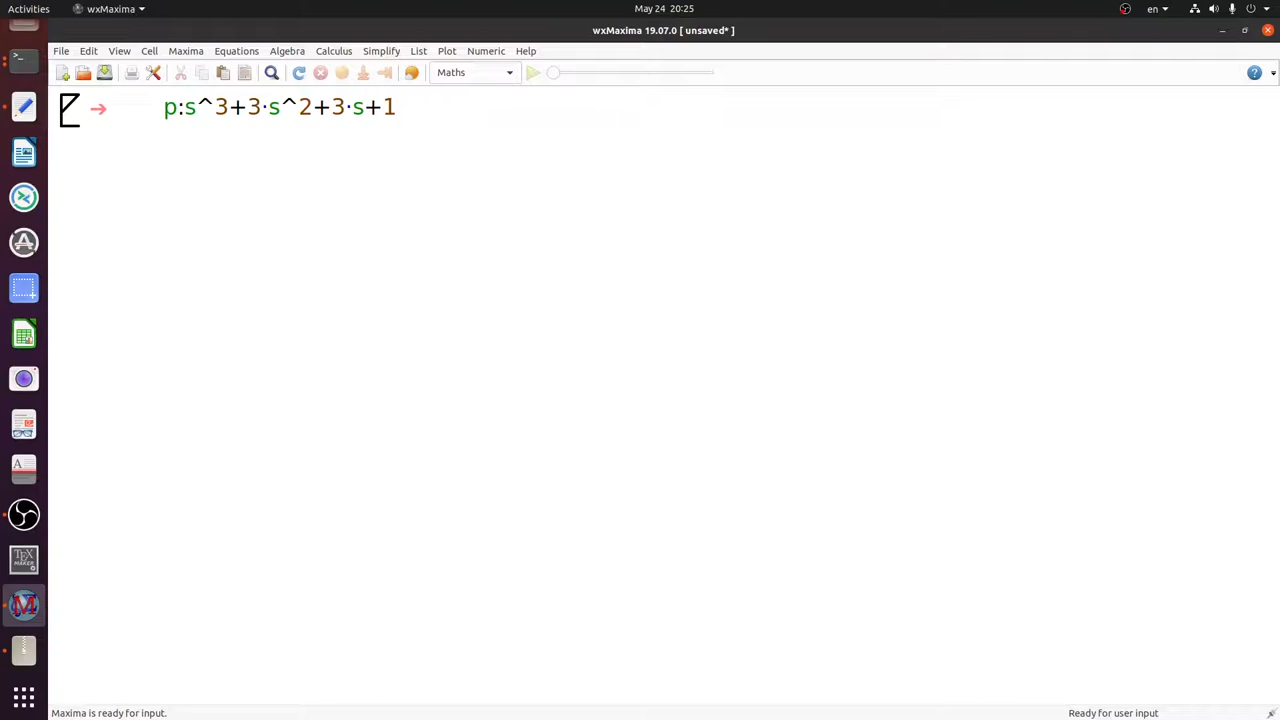 Activities
wxMaxima
May 24 20:25
en
wxMaxima 19.07.0 [ unsaved* ]
File Edit View Cell Maxima Equations Algebra Calculus Simplify List Plot Numeric Help
Maths
p:s^3+3·s^2+3·s+1
Maxima is ready for input.
Ready for user input